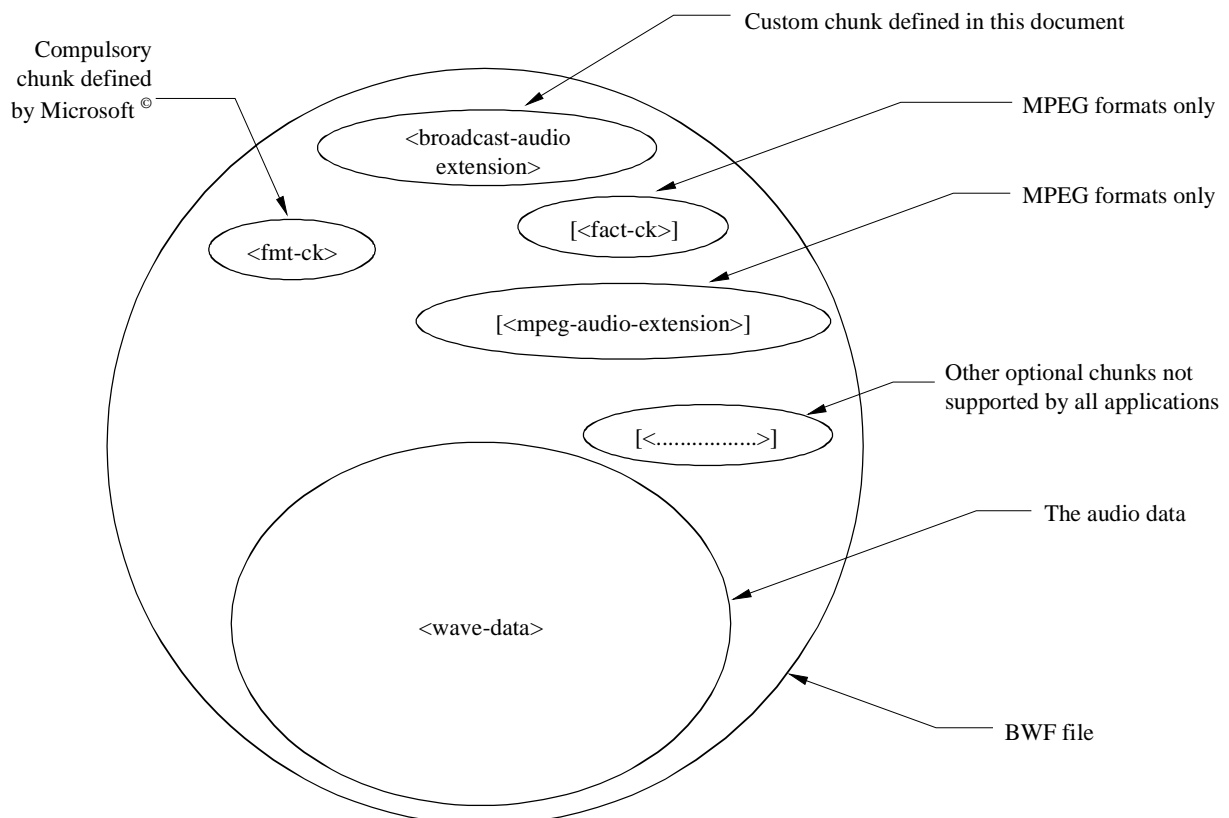 Custom chunk defined in this document
Compulsory
chunk defined
by Microsoft ©
MPEG formats only
<broadcast-audio
extension>
MPEG formats only
[<fact-ck>]
<fmt-ck>
[<mpeg-audio-extension>]
Other optional chunks not
supported by all applications
[<.................>]
The audio data
<wave-data>
BWF file